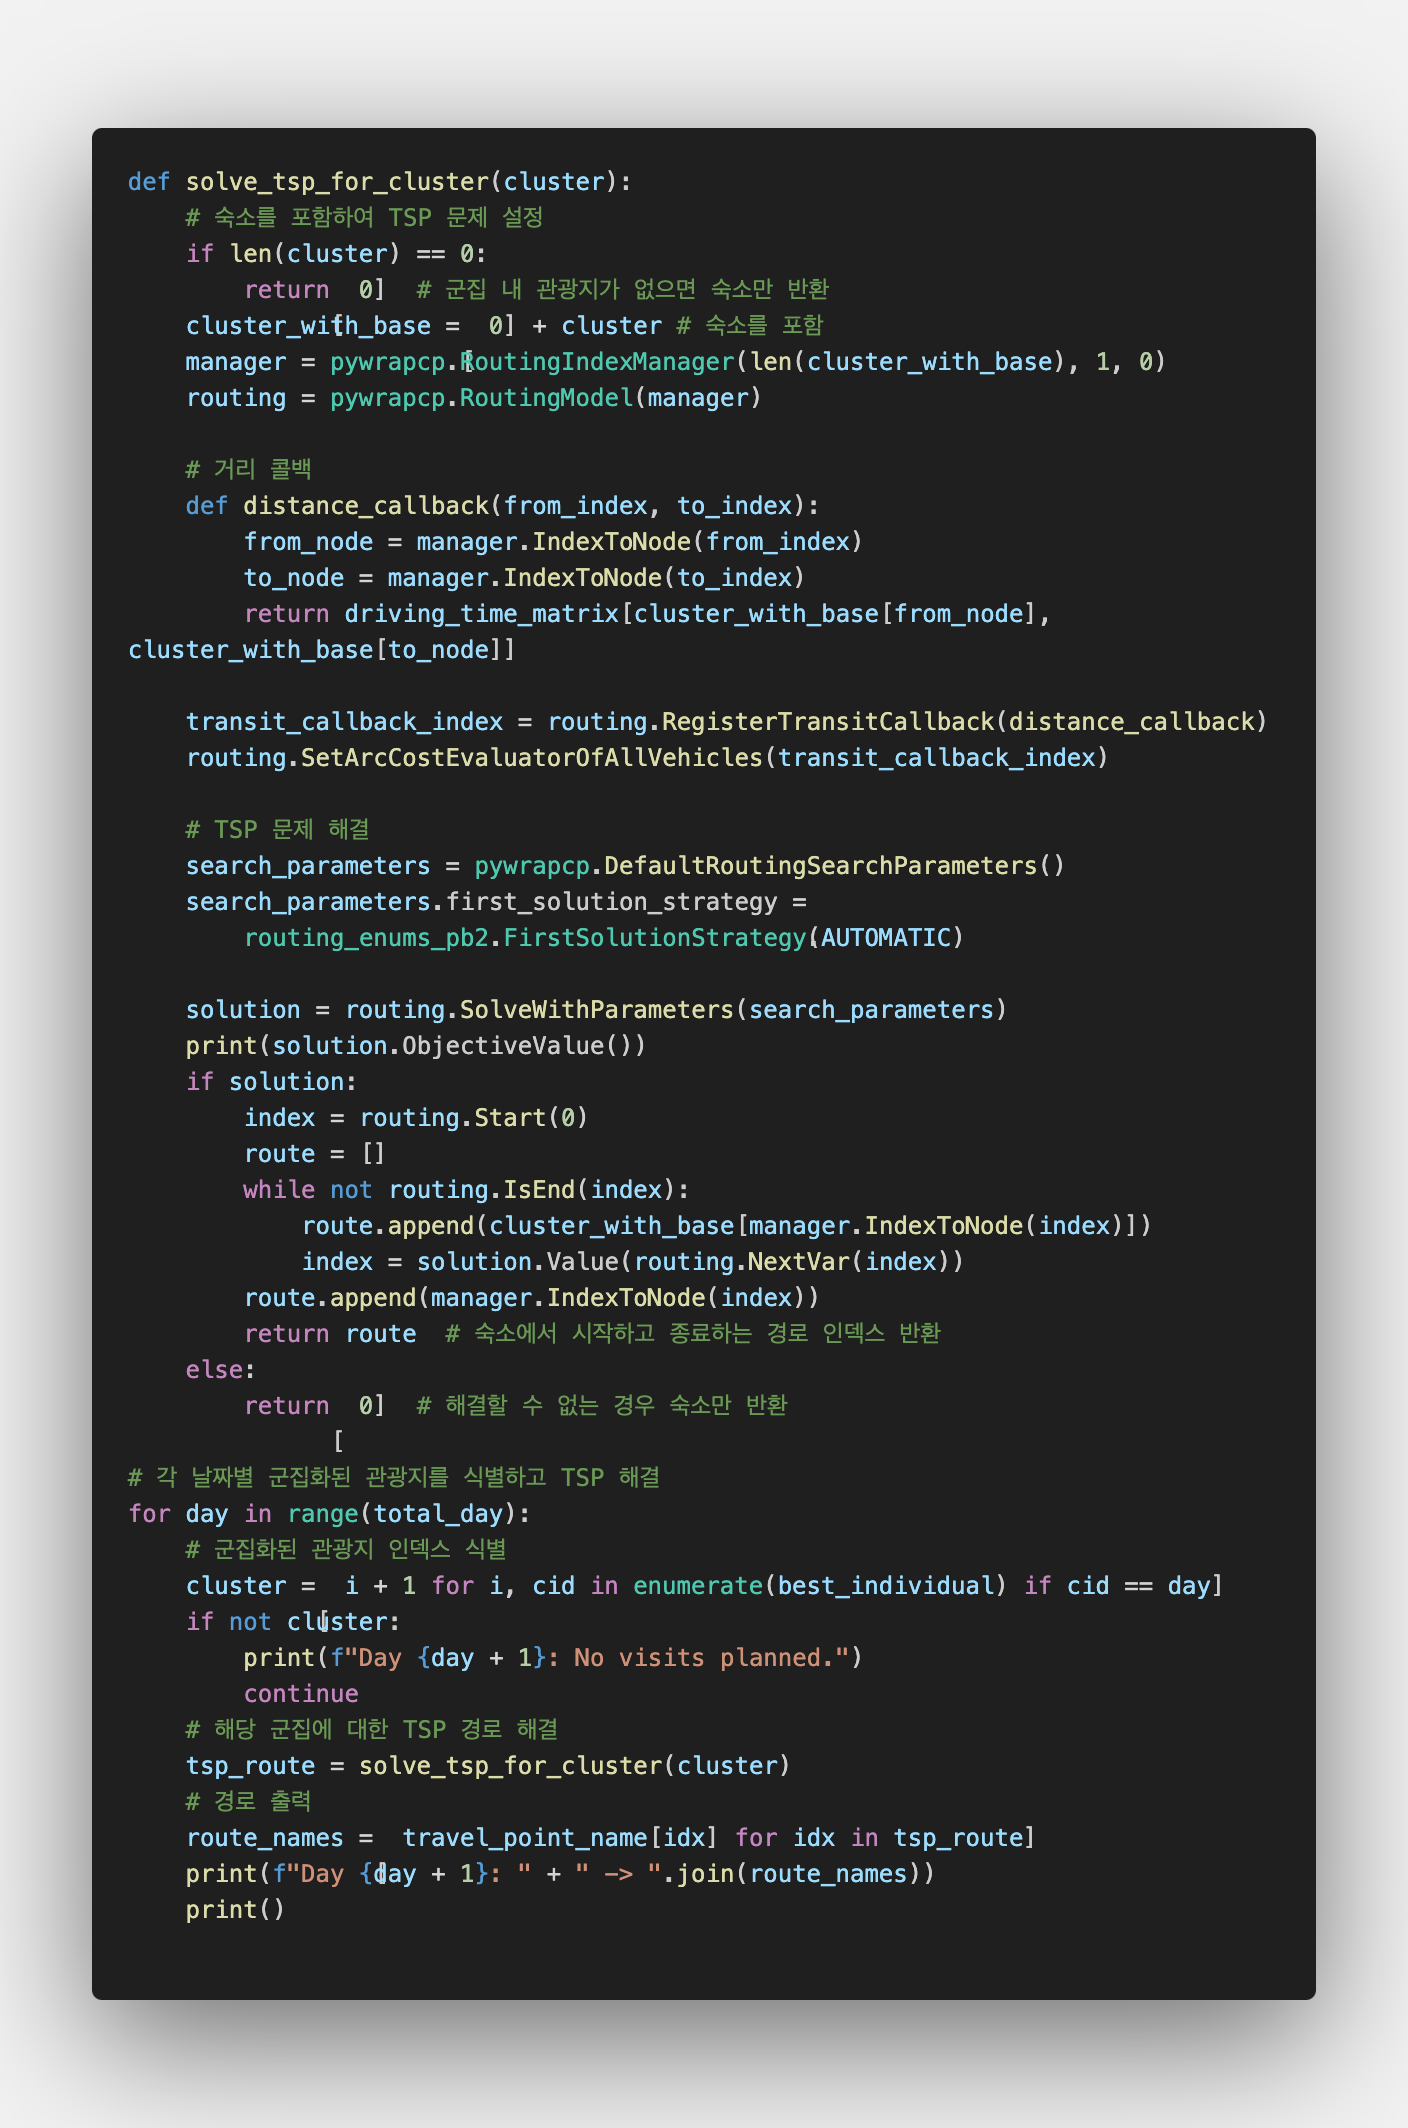 def solve_tsp_for_cluster(cluster):
    # 숙소를 포함하여 TSP 문제 설정
    if len(cluster) == 0:
        return [0]  # 군집 내 관광지가 없으면 숙소만 반환
    cluster_with_base = [0] + cluster # 숙소를 포함
    manager = pywrapcp.RoutingIndexManager(len(cluster_with_base), 1, 0)
    routing = pywrapcp.RoutingModel(manager)

    # 거리 콜백
    def distance_callback(from_index, to_index):
        from_node = manager.IndexToNode(from_index)
        to_node = manager.IndexToNode(to_index)
        return driving_time_matrix[cluster_with_base[from_node],
cluster_with_base[to_node]]

    transit_callback_index = routing.RegisterTransitCallback(distance_callback)
    routing.SetArcCostEvaluatorOfAllVehicles(transit_callback_index)

    # TSP 문제 해결
    search_parameters = pywrapcp.DefaultRoutingSearchParameters()
    search_parameters.first_solution_strategy =
        routing_enums_pb2.FirstSolutionStrategy.(AUTOMATIC)

    solution = routing.SolveWithParameters(search_parameters)
    print(solution.ObjectiveValue())
    if solution:
        index = routing.Start(0)
        route = []
        while not routing.IsEnd(index):
            route.append(cluster_with_base[manager.IndexToNode(index)])
            index = solution.Value(routing.NextVar(index))
        route.append(manager.IndexToNode(index))
        return route  # 숙소에서 시작하고 종료하는 경로 인덱스 반환
    else:
        return [0]  # 해결할 수 없는 경우 숙소만 반환

# 각 날짜별 군집화된 관광지를 식별하고 TSP 해결
for day in range(total_day):
    # 군집화된 관광지 인덱스 식별
    cluster = [i + 1 for i, cid in enumerate(best_individual) if cid == day]
    if not cluster:
        print(f"Day {day + 1}: No visits planned.")
        continue
    # 해당 군집에 대한 TSP 경로 해결
    tsp_route = solve_tsp_for_cluster(cluster)
    # 경로 출력
    route_names = [travel_point_name[idx] for idx in tsp_route]
    print(f"Day {day + 1}: " + " -> ".join(route_names))
    print()